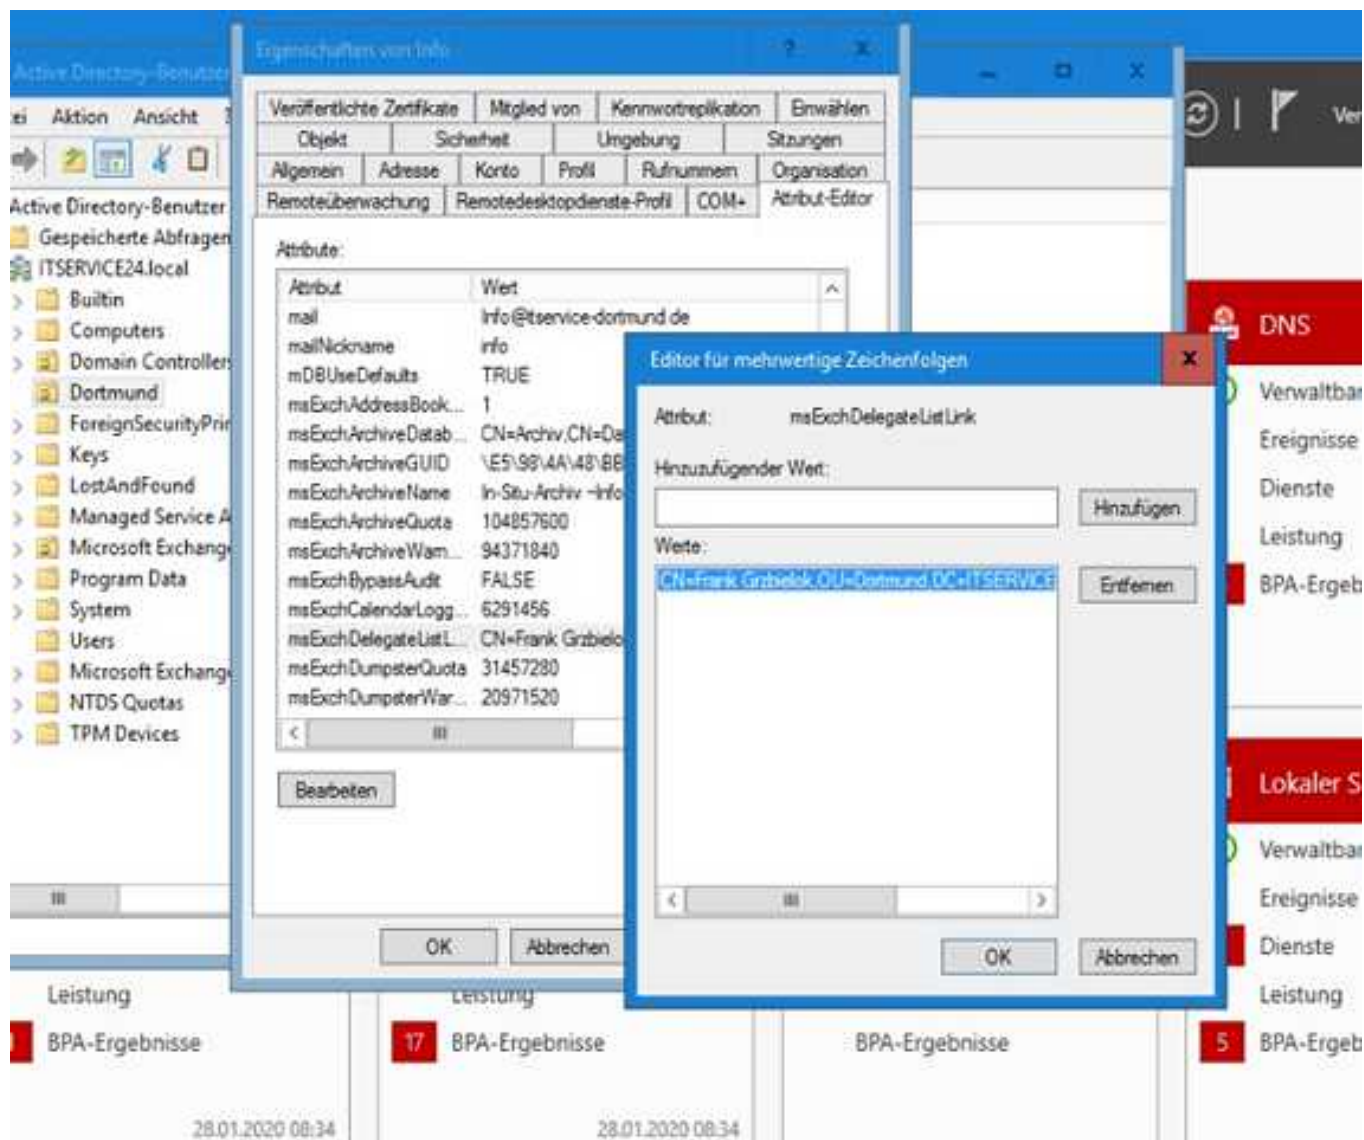 Eigenschaften von Info ? x
Active Directory-Benutzer
Aktion Ansicht
Veröffentlichte Zertifikate Mitglied von Kennwortreplikation Einwählen
Objekt Sicherheit Umgebung Sitzungen
Allgemein Adresse Konto Profil Rufnummern Organisation
Remoteüberwachung Remotedesktopdienste-Profil COM+ Attribut-Editor
Active Directory-Benutzer
Gespeicherte Abfragen
ITSERVICE24.local
Builtin
Computers
Domain Controllers
Dortmund
ForeignSecurityPrin
Keys
LostAndFound
Managed Service A
Microsoft Exchange
Program Data
System
Users
Microsoft Exchange
NTDS Quotas
TPM Devices
Attribute:
Attribut Wert
mail Info@itservice-dortmund.de
mailNickname info
mDBUseDefaults TRUE
msExchAddressBook... 1
msExchArchiveDatab... CN=Archiv,CN=Da
msExchArchiveGUID \E5\98\4A\48\BB
msExchArchiveName In-Situ-Archiv –Info
msExchArchiveQuota 104857600
msExchArchiveWarn... 94371840
msExchBypassAudit FALSE
msExchCalendarLogg... 6291456
msExchDelegateListL... CN=Frank Grzbielo
msExchDumpsterQuota 31457280
msExchDumpsterWar... 20971520
Bearbeiten
OK Abbrechen
Editor für mehrwertige Zeichenfolgen x
Attribut: msExchDelegateListLink
Hinzuzufügender Wert:
Hinzufügen
Werte:
CN=Frank Grzbielok,OU=Dortmund,DC=ITSERVICE
Entfernen
OK Abbrechen
Ver
DNS
Verwaltbar
Ereignisse
Dienste
Leistung
BPA-Ergeb
Lokaler S
Verwaltbar
Ereignisse
Dienste
Leistung
5 BPA-Ergeb
Leistung
BPA-Ergebnisse
28.01.2020 08:34
Leistung
17 BPA-Ergebnisse
28.01.2020 08:34
BPA-Ergebnisse